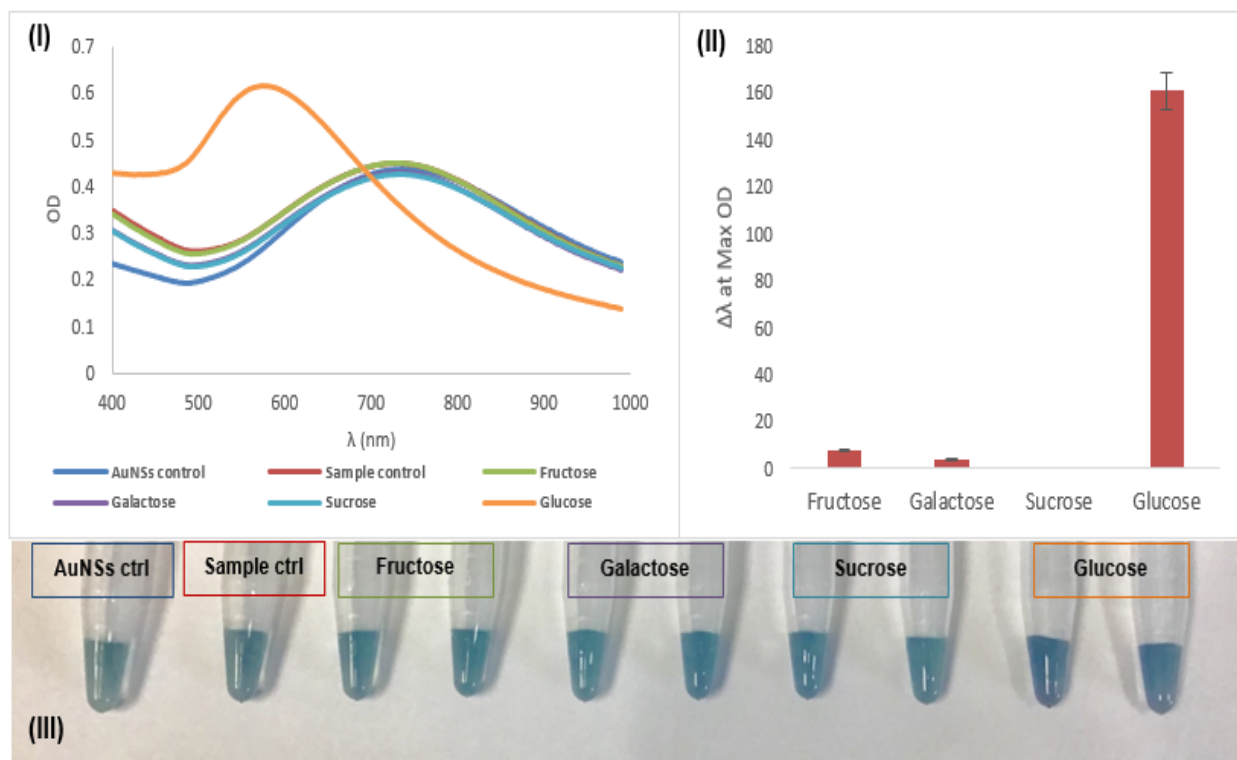 (I)
0.7
0.6
0.5
0.4
0.3
0.2
0.1
0
OD
400 500 600 700 800 900 1000
λ (nm)
AuNSs control Sample control Fructose
Galactose Sucrose Glucose
(II)
180
160
140
120
100
80
60
40
20
0
Δλ at Max OD
Fructose Galactose Sucrose Glucose
AuNSs ctrl Sample ctrl Fructose Galactose Sucrose Glucose
(III)